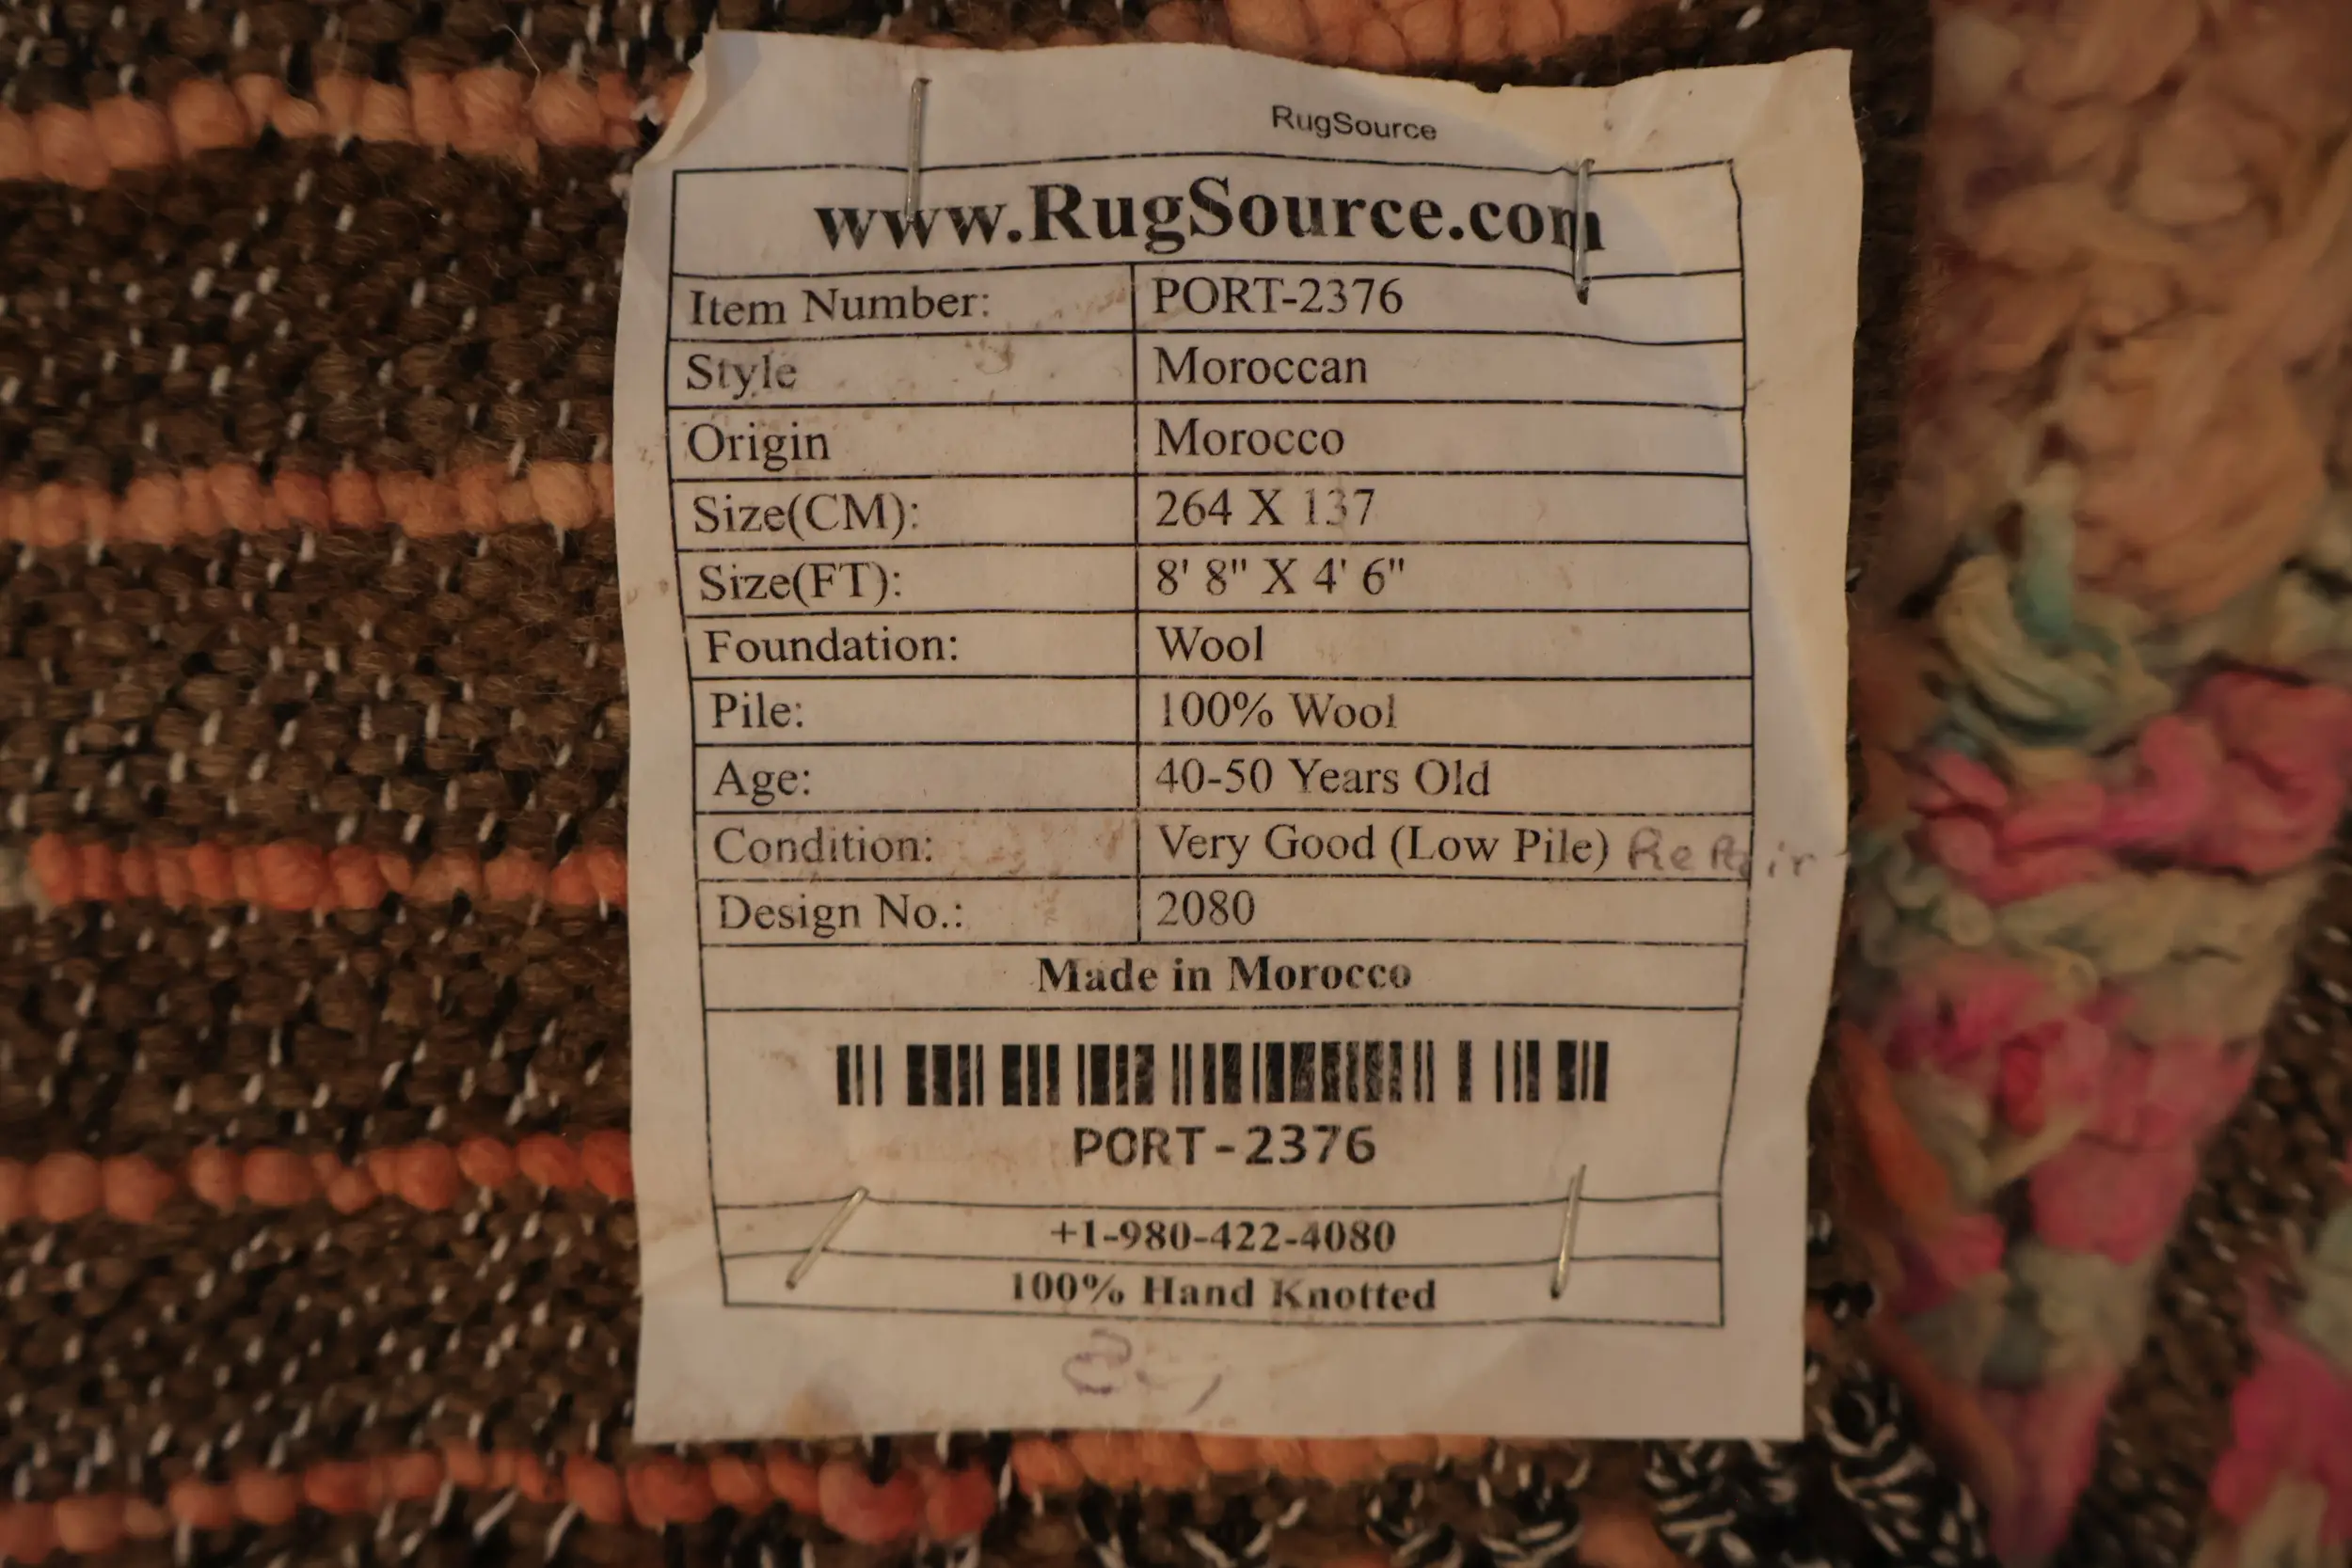 RugSource
www.RugSource.com
Item Number: PORT-2376
Style Moroccan
Origin Morocco
Size(CM): 264 X 137
Size(FT): 8' 8" X 4' 6"
Foundation: Wool
Pile: 100% Wool
Age: 40-50 Years Old
Condition: Very Good (Low Pile) RePair
Design No.: 2080
Made in Morocco
PORT-2376
+1-980-422-4080
100% Hand Knotted